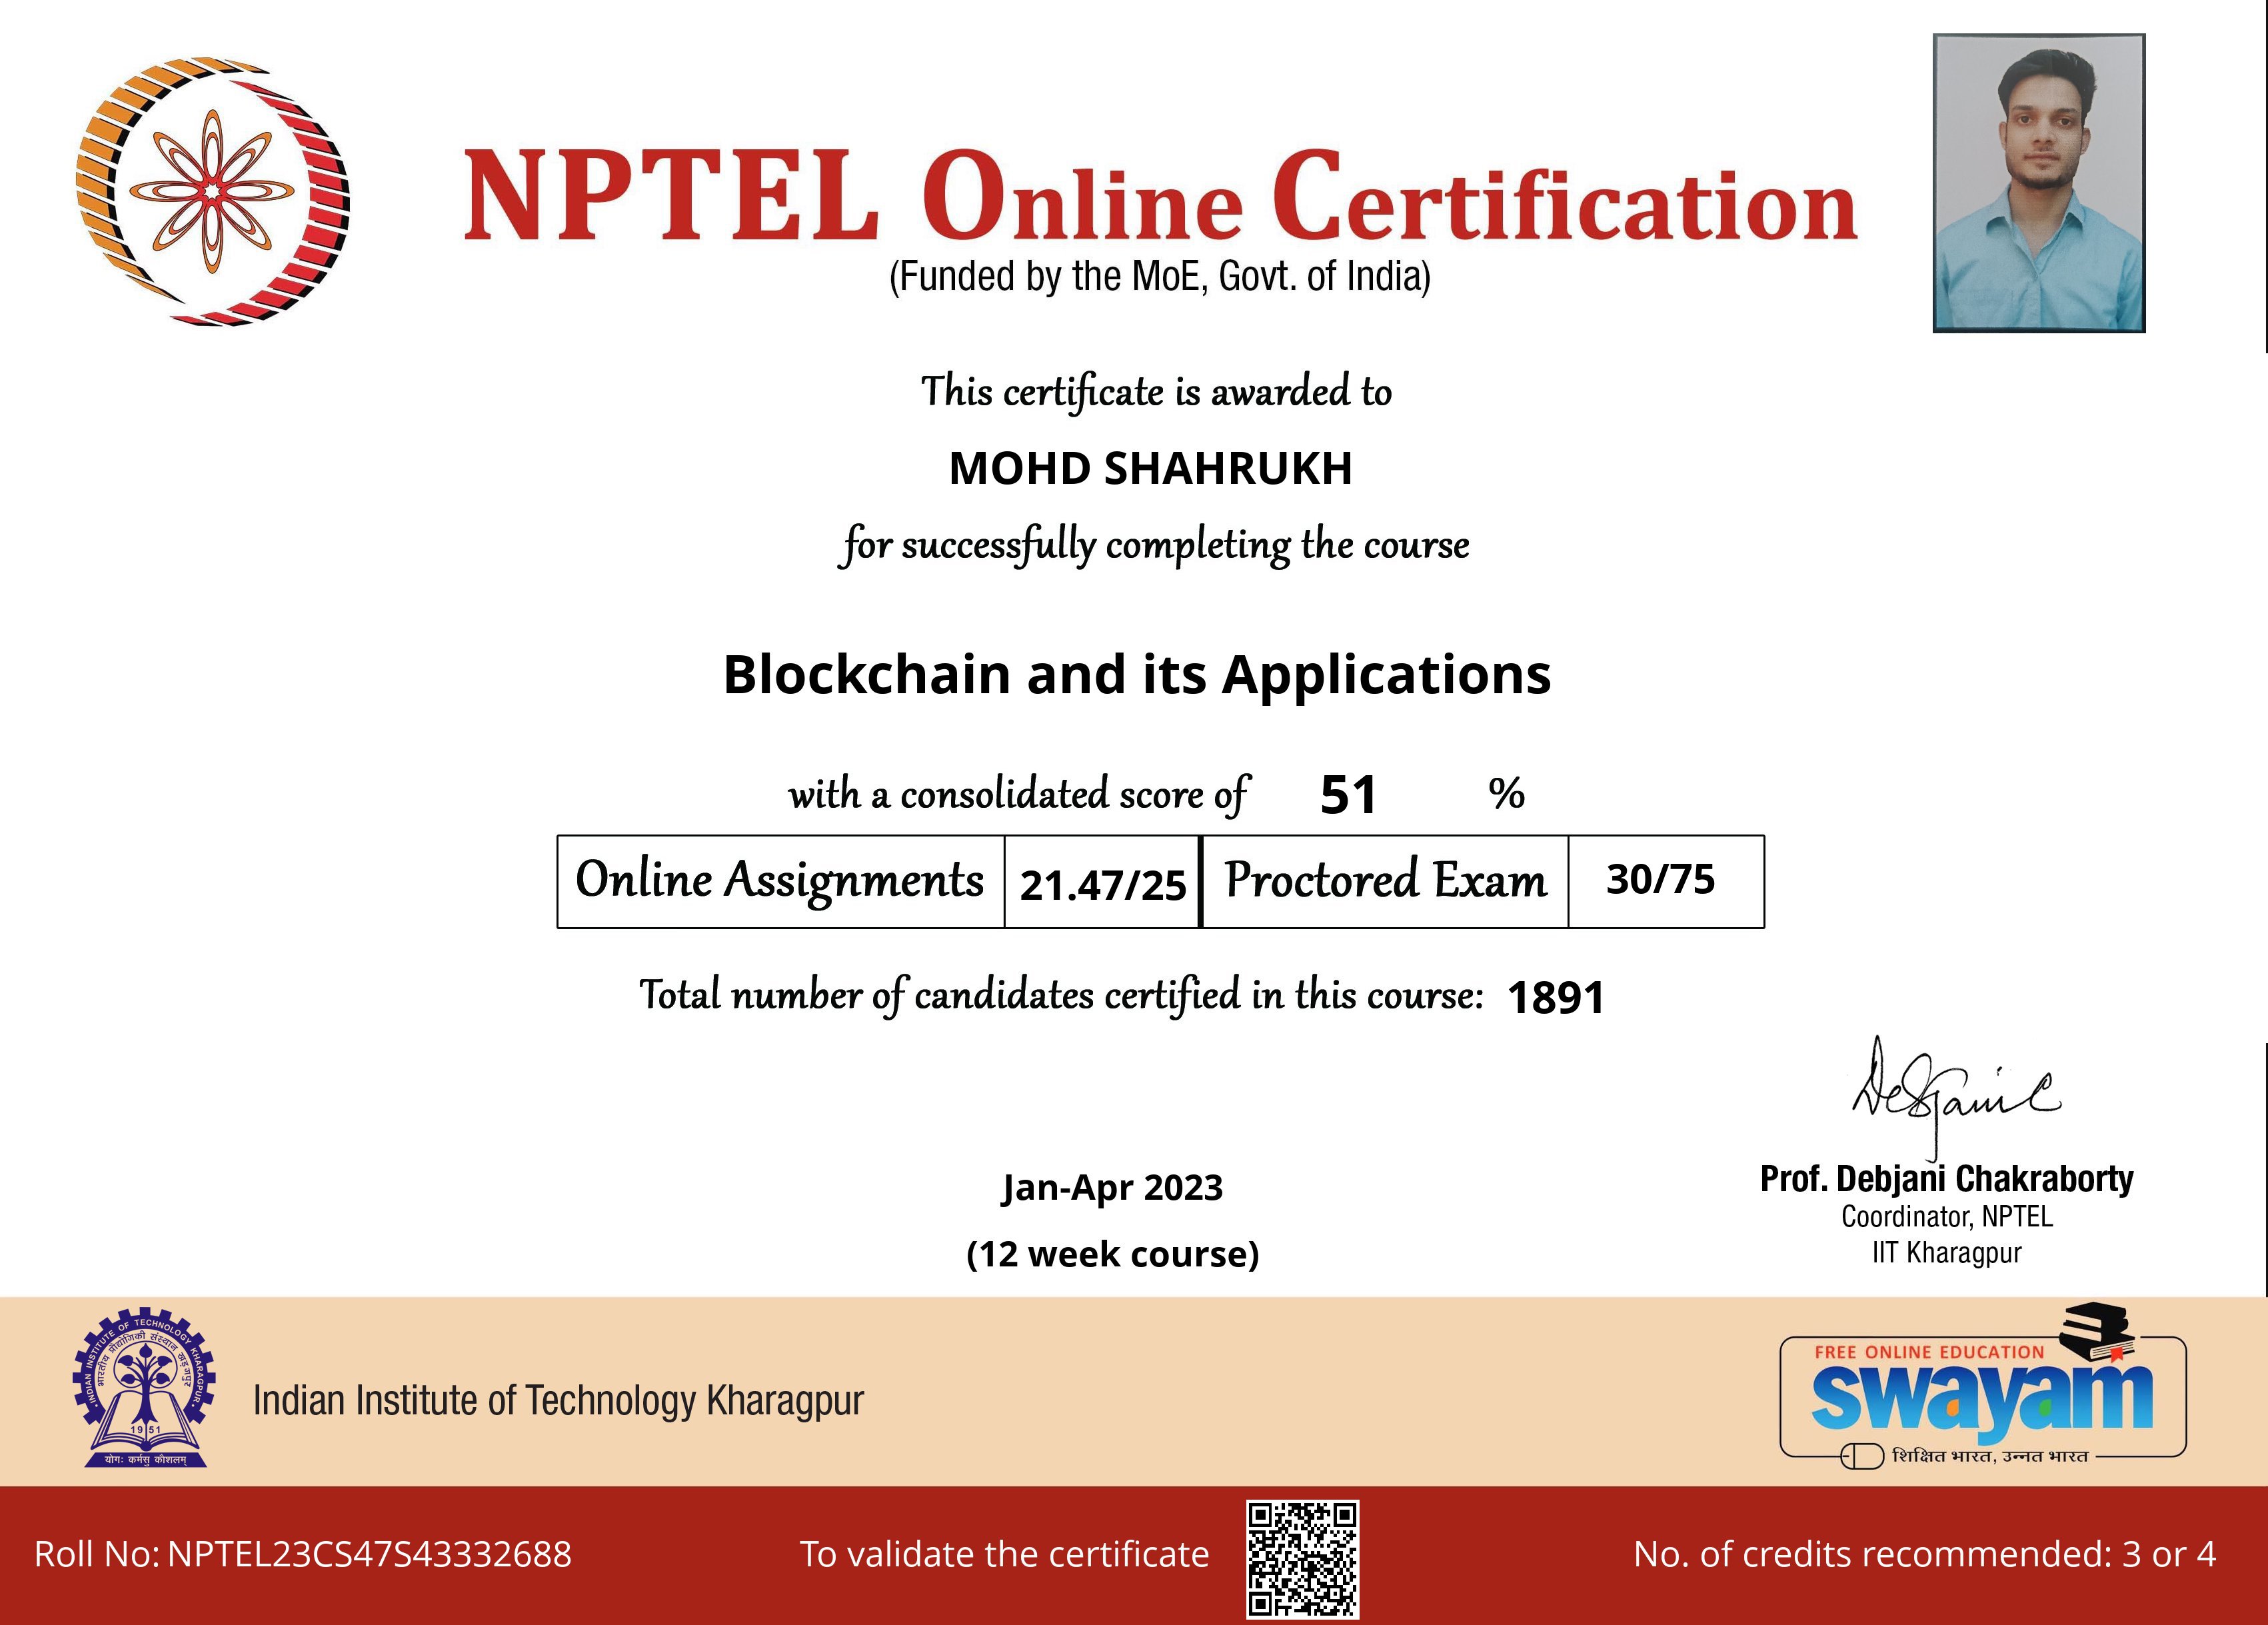 NPTEL Online Certification
(Funded by the MoE, Govt. of India)
This certificate is awarded to
MOHD SHAHRUKH
for successfully completing the course
Blockchain and its Applications
with a consolidated score of 51 %
Online Assignments 21.47/25 Proctored Exam 30/75
Total number of candidates certified in this course: 1891
Debjani C
Prof. Debjani Chakraborty
Coordinator, NPTEL
IIT Kharagpur
Jan-Apr 2023
(12 week course)
INDIAN INSTITUTE OF TECHNOLOGY KHARAGPUR
भारतीय प्रौद्योगिकी संस्थान खड़गपुर
1951
योगः कर्मसु कौशलम्
Indian Institute of Technology Kharagpur
FREE ONLINE EDUCATION
swayam
शिक्षित भारत, उन्नत भारत
Roll No: NPTEL23CS47S43332688
To validate the certificate
No. of credits recommended: 3 or 4